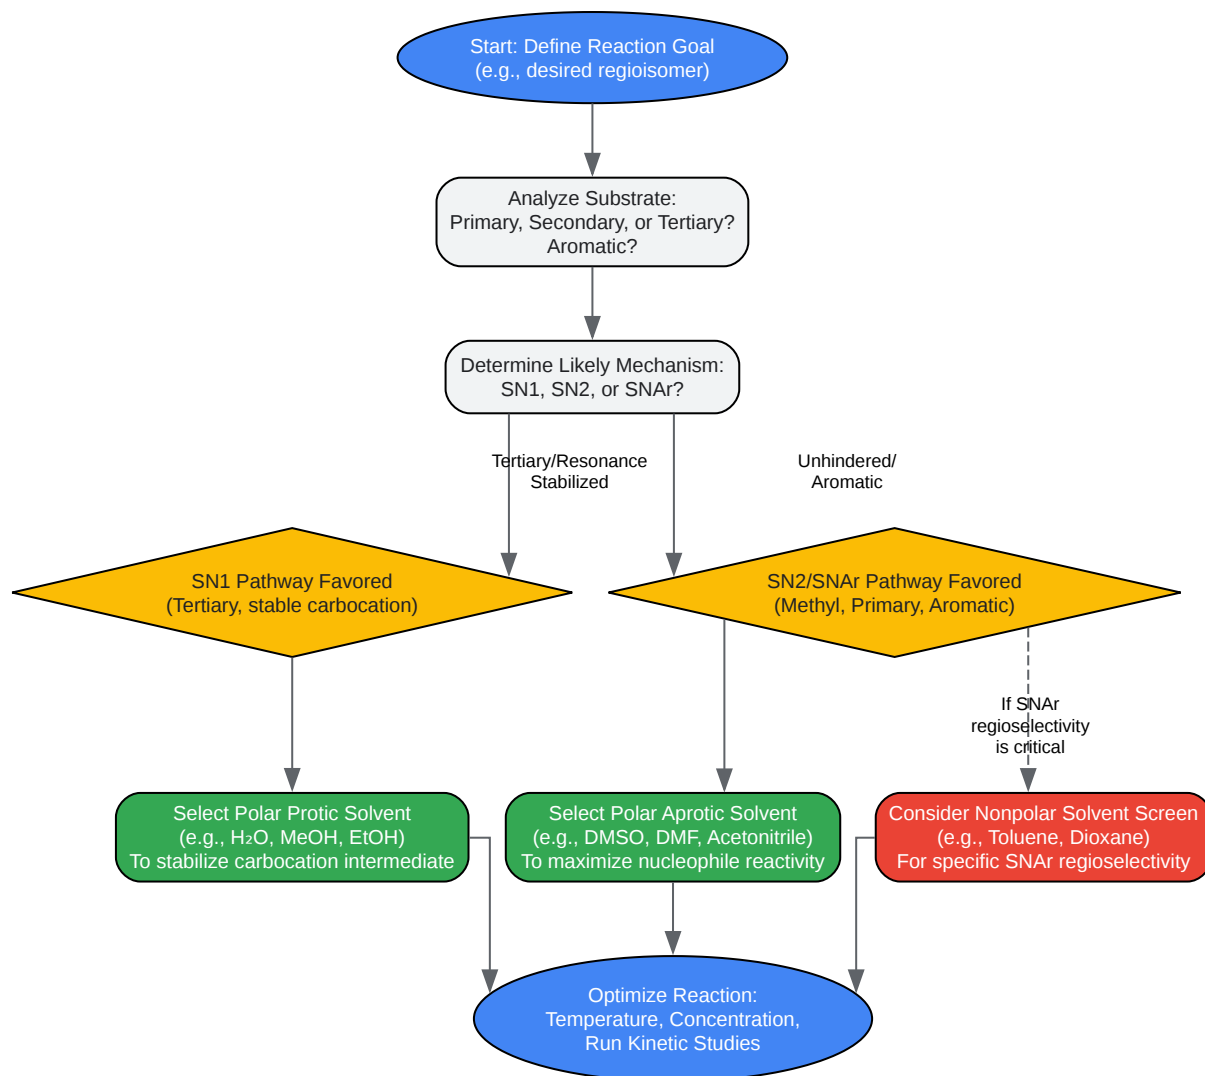 Start: Define Reaction Goal
(e.g., desired regioisomer)
Analyze Substrate:
Primary, Secondary, or Tertiary?
Aromatic?
Determine Likely Mechanism:
SN1, SN2, or SNAr?
Tertiary/Resonance
Stabilized
Unhindered/
Aromatic
SN1 Pathway Favored
(Tertiary, stable carbocation)
SN2/SNAr Pathway Favored
(Methyl, Primary, Aromatic)
If SNAr
regioselectivity
is critical
Select Polar Protic Solvent
(e.g., H₂O, MeOH, EtOH)
To stabilize carbocation intermediate
Select Polar Aprotic Solvent
(e.g., DMSO, DMF, Acetonitrile)
To maximize nucleophile reactivity
Consider Nonpolar Solvent Screen
(e.g., Toluene, Dioxane)
For specific SNAr regioselectivity
Optimize Reaction:
Temperature, Concentration,
Run Kinetic Studies